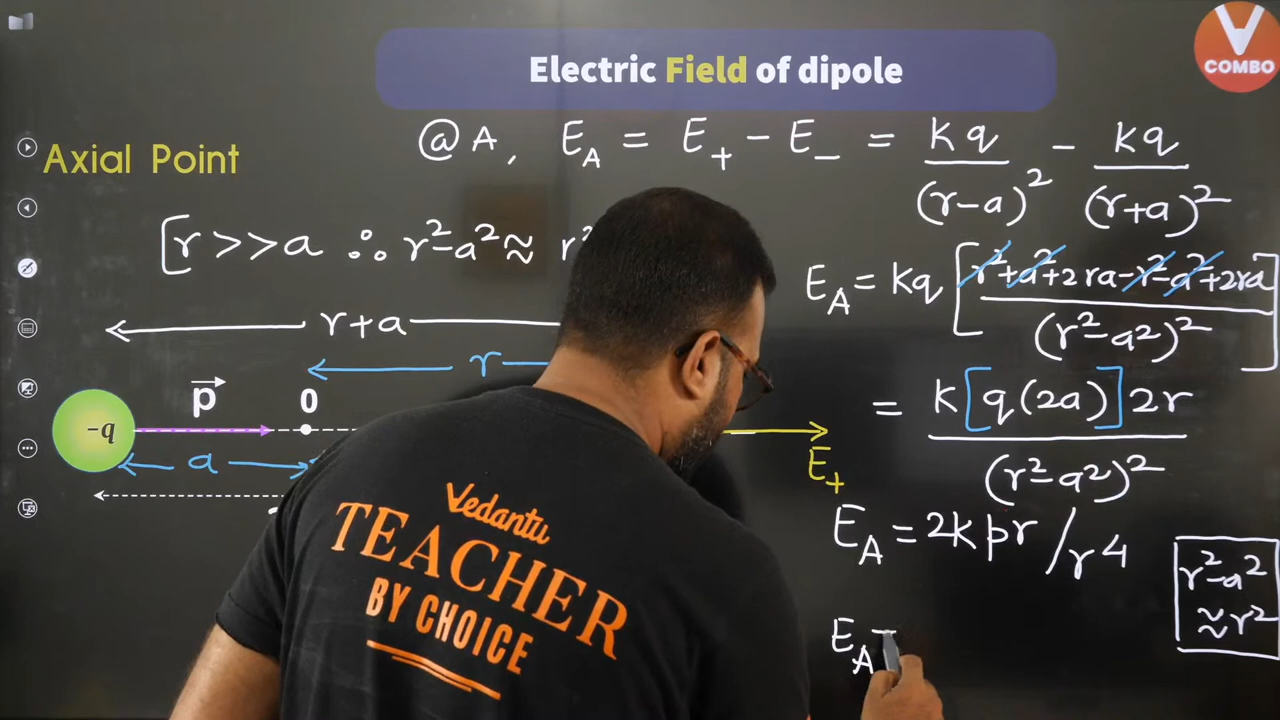 V
COMBO
Electric Field of dipole
Axial Point
@A, E_A = E_+ - E_- = kq/(r-a)^2 - kq/(r+a)^2
[r>>a ∴ r^2-a^2 ≈ r^2
E_A = kq [r^2+a^2+2ra-r^2-a^2+2ra / (r^2-a^2)^2]
r+a
r
= k[q(2a)]2r / (r^2-a^2)^2
p
O
-q
a
E_+
E_A = 2kpr/r4
r^2-a^2
≈r^2
E_A
Vedantu
TEACHER
BY CHOICE